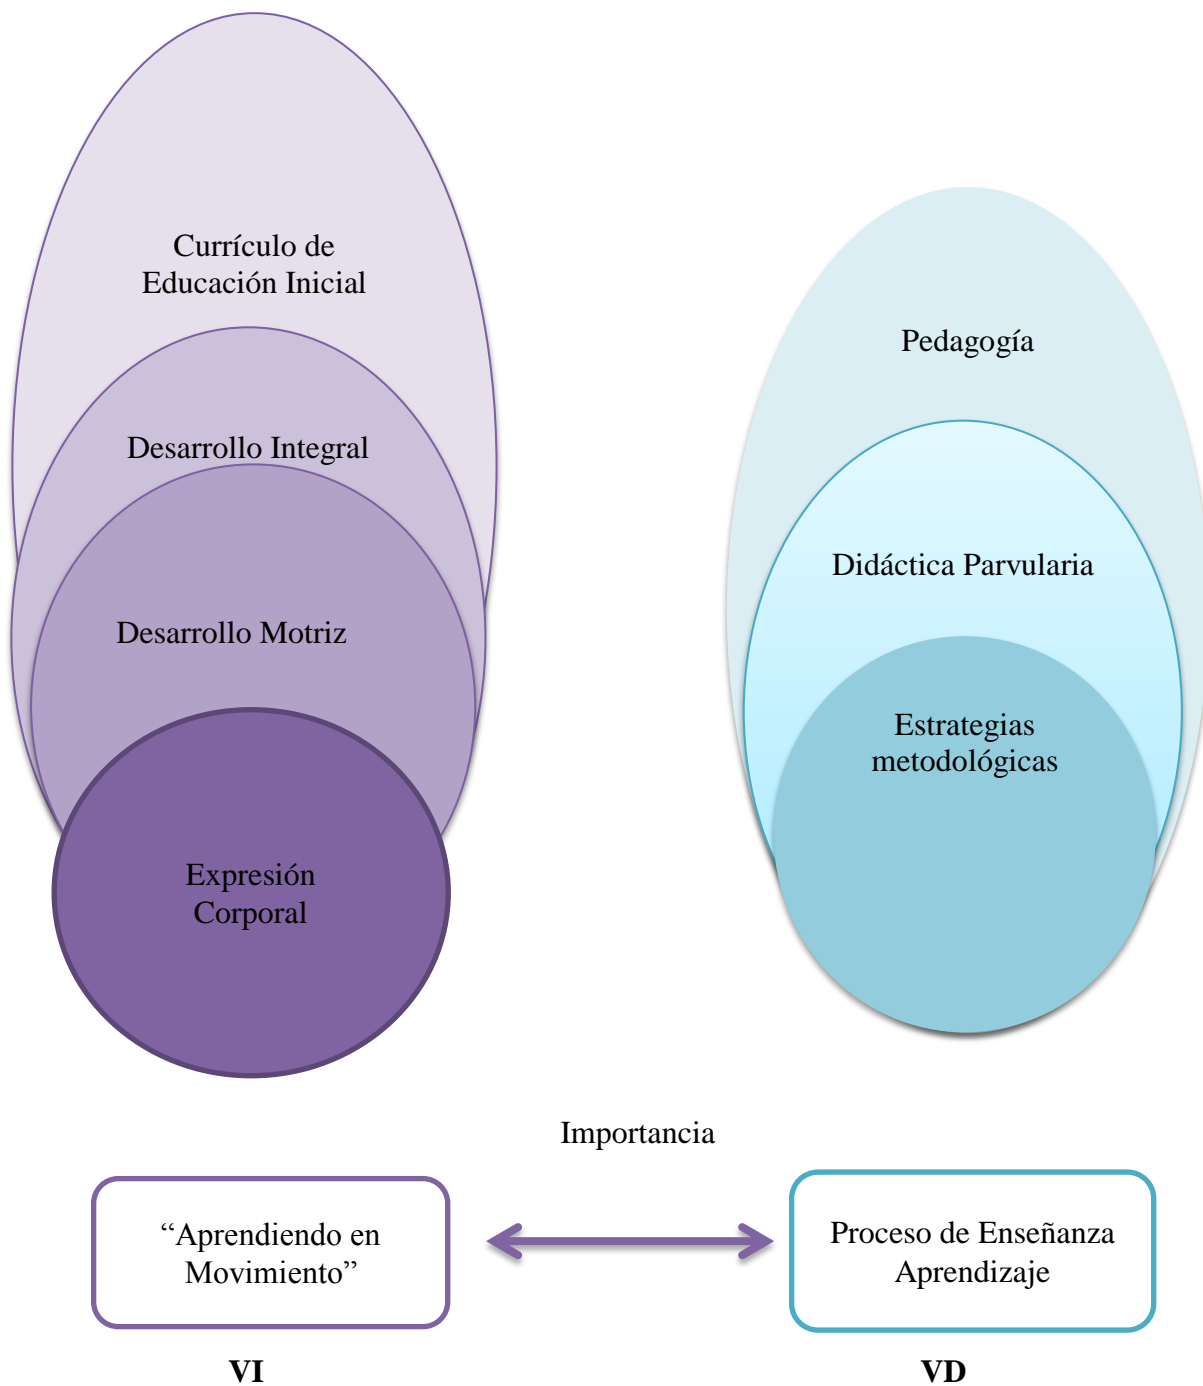 Currículo de
Educación Inicial
Desarrollo Integral
Desarrollo Motriz
Expresión
Corporal
Pedagogía
Didáctica Parvularia
Estrategias
metodológicas
Importancia
“Aprendiendo en
Movimiento”
Proceso de Enseñanza
Aprendizaje
VI
VD